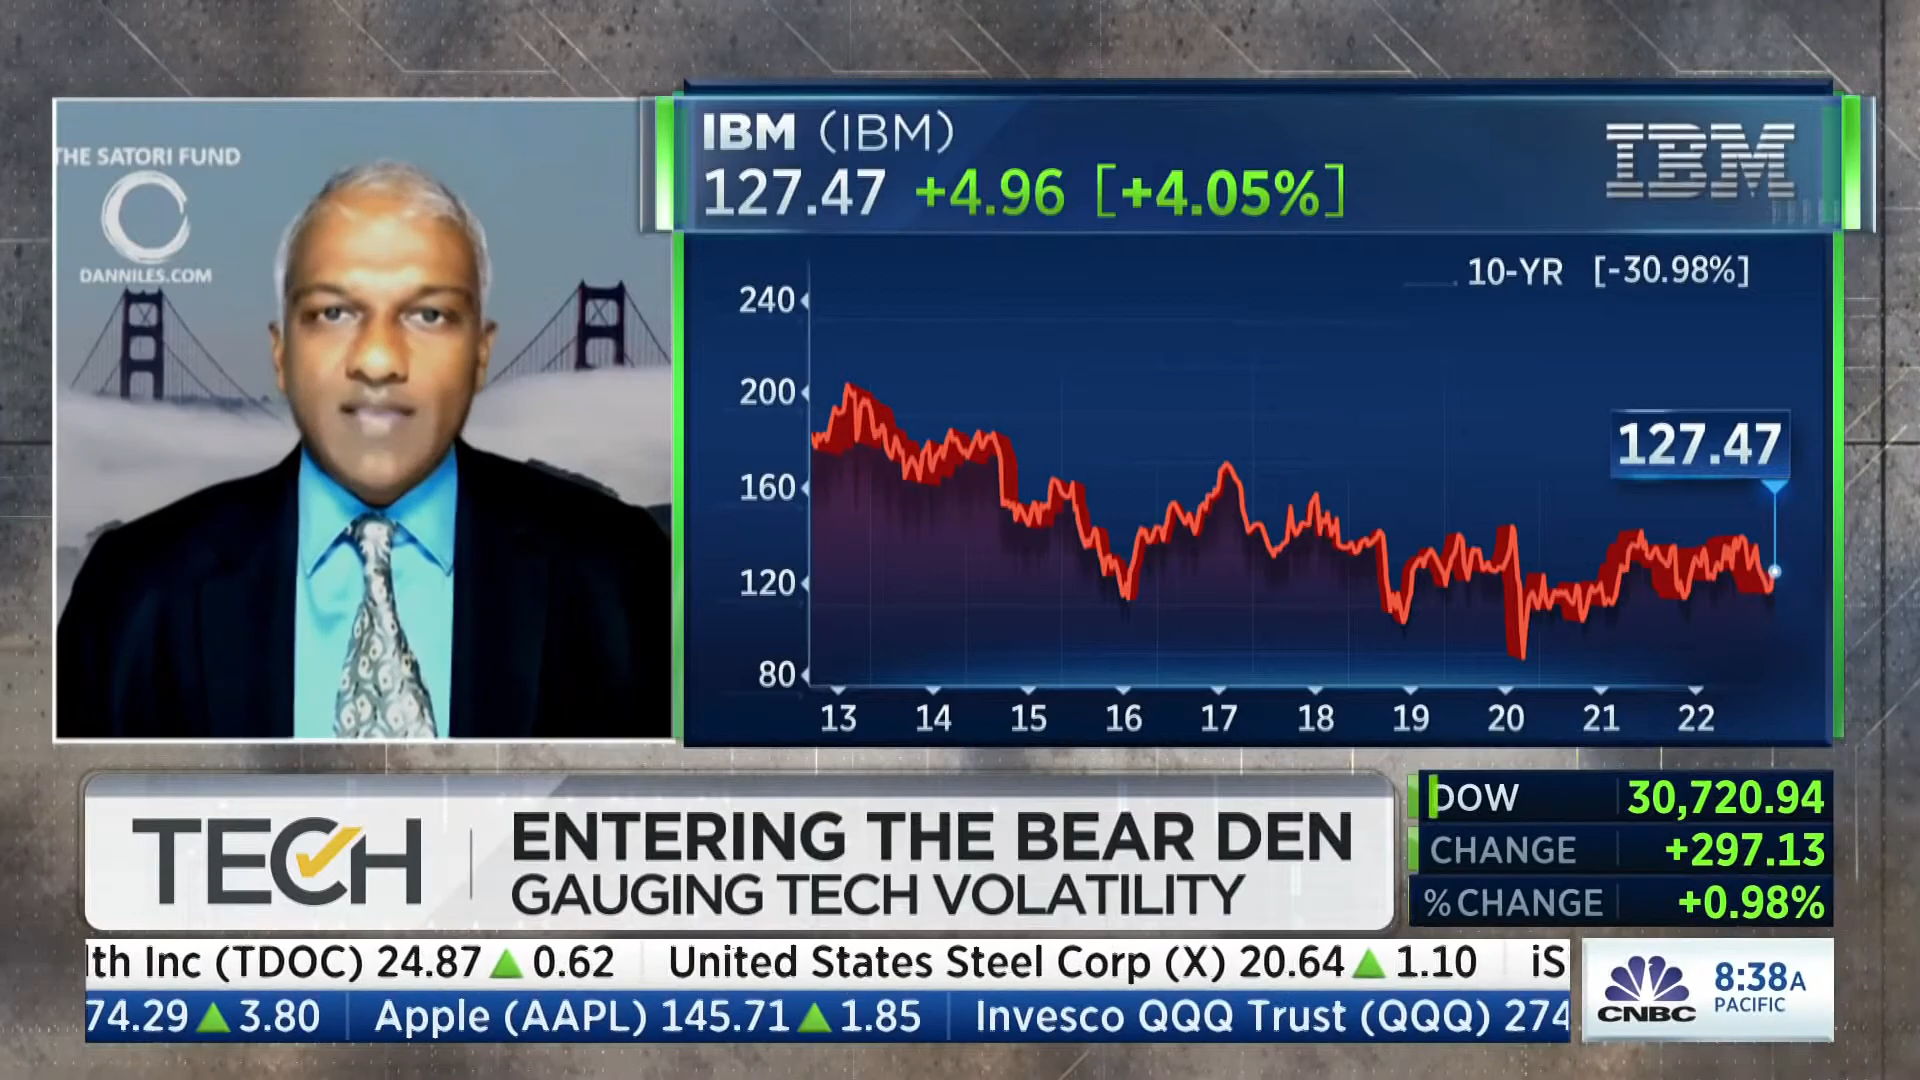 THE SATORI FUND
DANNILES.COM
IBM (IBM)
127.47 +4.96 [+4.05%]
IBM
10-YR [-30.98%]
240
200
160
120
80
127.47
13 14 15 16 17 18 19 20 21 22
TECH
ENTERING THE BEAR DEN
GAUGING TECH VOLATILITY
DOW 30,720.94
CHANGE +297.13
% CHANGE +0.98%
lth Inc (TDOC) 24.87 ▲ 0.62 United States Steel Corp (X) 20.64 ▲ 1.10 iS
74.29 ▲ 3.80 Apple (AAPL) 145.71 ▲ 1.85 Invesco QQQ Trust (QQQ) 274
CNBC
8:38A
PACIFIC